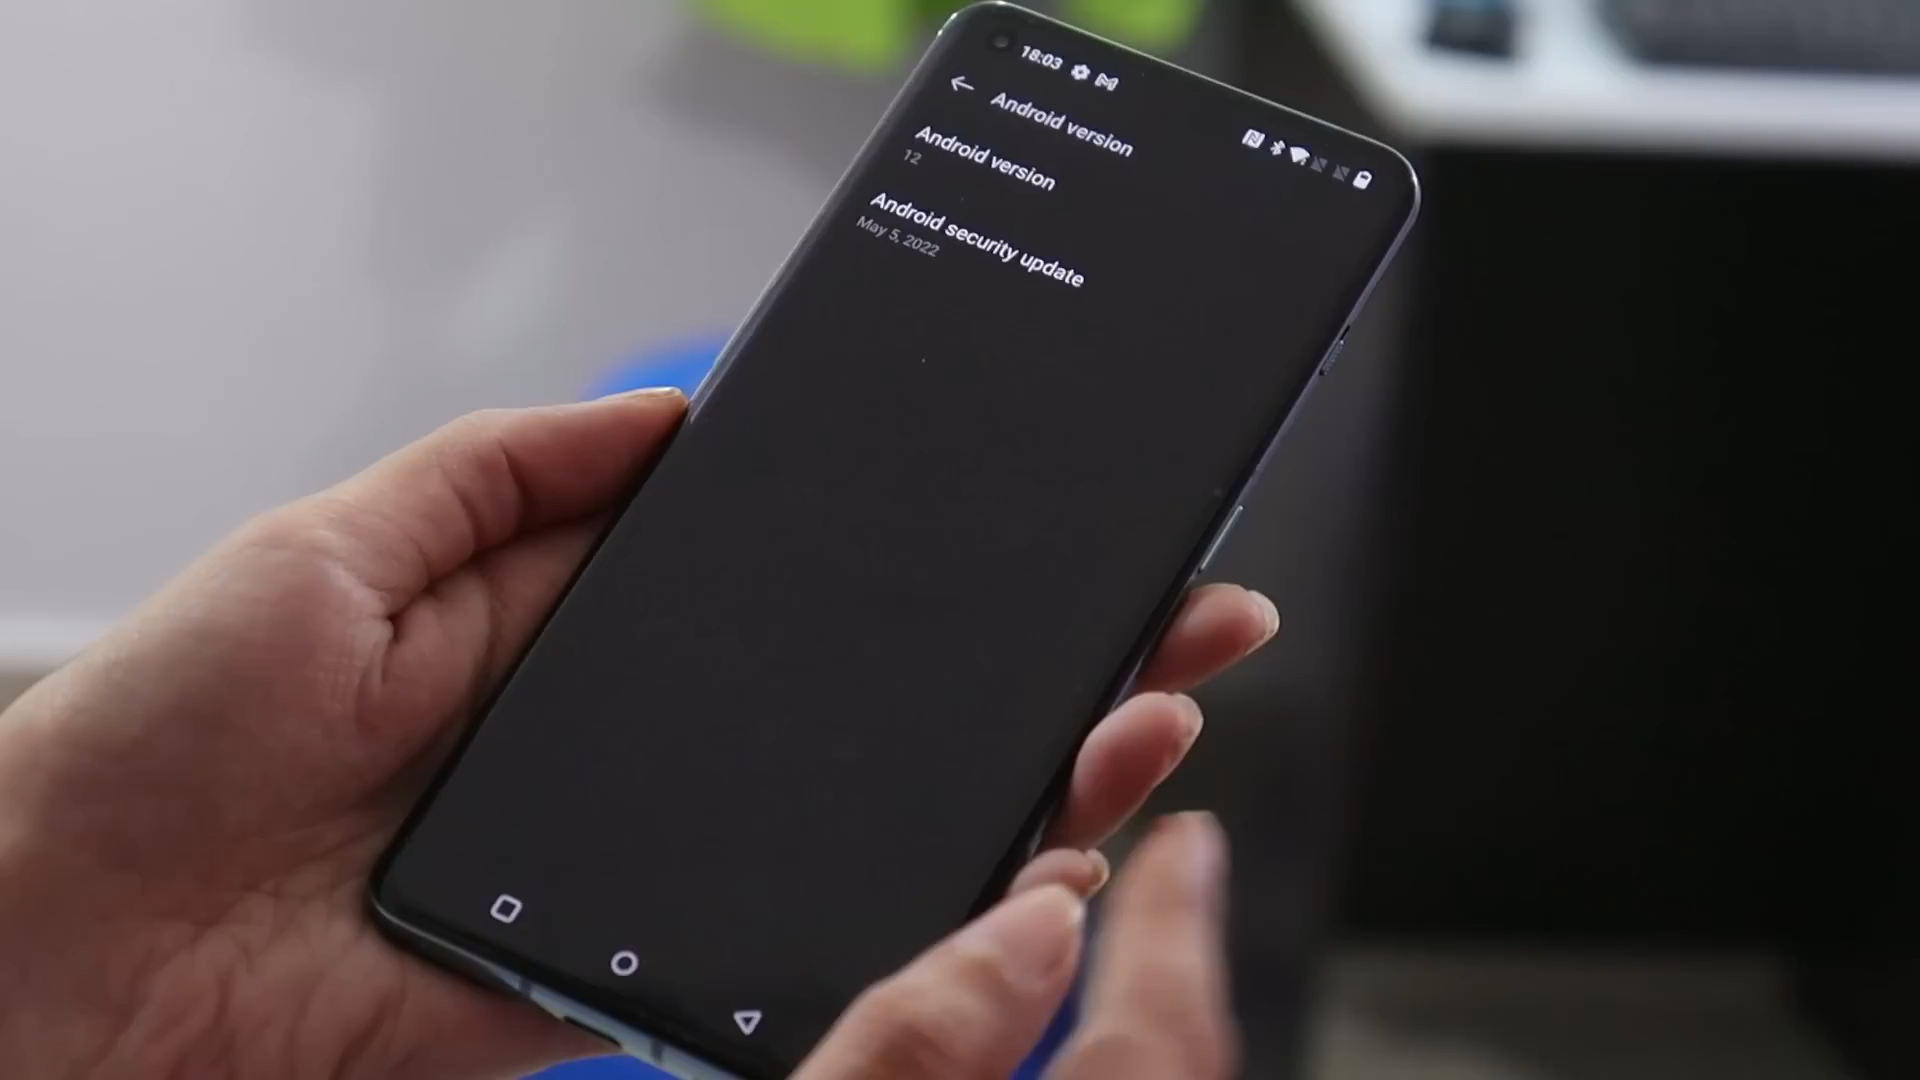 18:03
Android version
Android version
12
Android security update
May 5, 2022